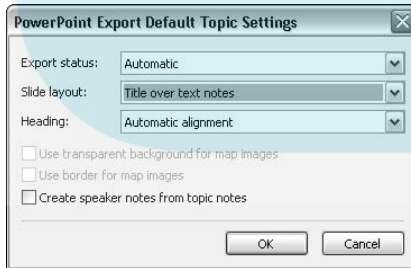 PowerPoint Export Default Topic Settings
Export status: Automatic
Slide layout: Title over text notes
Heading: Automatic alignment
Use transparent background for map images
Use border for map images
Create speaker notes from topic notes
OK Cancel